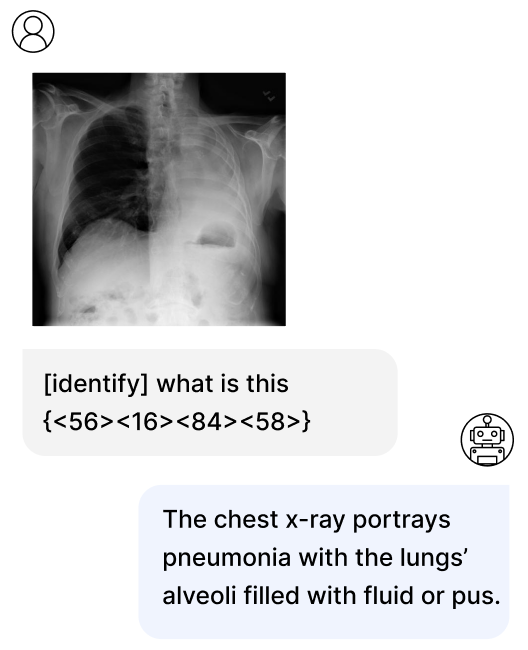 [identify] what is this
{<56><16><84><58>}
The chest x-ray portrays
pneumonia with the lungs’
alveoli filled with fluid or pus.